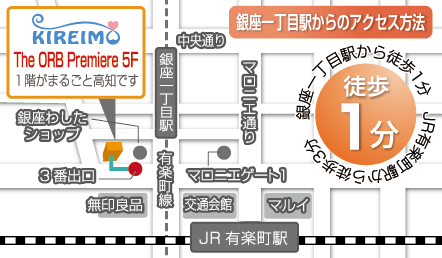 KIREIMO
The ORB Premiere 5F
1階がまるごと高知です
銀座一丁目駅からのアクセス方法
中央通り
銀座一丁目駅
マロニエ通り
銀座わした
ショップ
3番出口
有楽町線
マロニエゲート1
無印良品
交通会館
マルイ
JR有楽町駅
銀座一丁目駅から徒歩1分
JR有楽町駅から徒歩3分
徒歩
1分